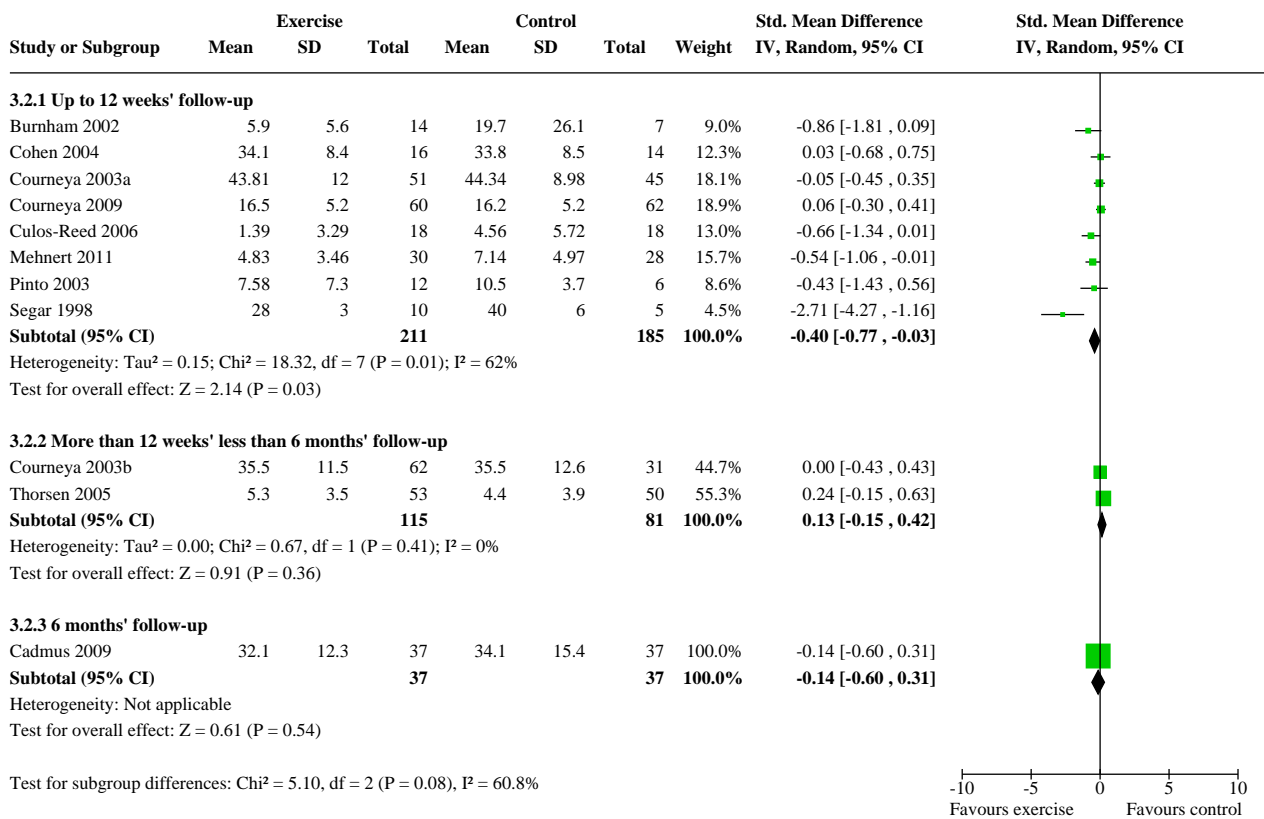 Exercise Control Std. Mean Difference Std. Mean Difference
Study or Subgroup Mean SD Total Mean SD Total Weight IV, Random, 95% CI IV, Random, 95% CI
3.2.1 Up to 12 weeks' follow-up
Burnham 2002 5.9 5.6 14 19.7 26.1 7 9.0% -0.86 [-1.81 , 0.09]
Cohen 2004 34.1 8.4 16 33.8 8.5 14 12.3% 0.03 [-0.68 , 0.75]
Courneya 2003a 43.81 12 51 44.34 8.98 45 18.1% -0.05 [-0.45 , 0.35]
Courneya 2009 16.5 5.2 60 16.2 5.2 62 18.9% 0.06 [-0.30 , 0.41]
Culos-Reed 2006 1.39 3.29 18 4.56 5.72 18 13.0% -0.66 [-1.34 , 0.01]
Mehnert 2011 4.83 3.46 30 7.14 4.97 28 15.7% -0.54 [-1.06 , -0.01]
Pinto 2003 7.58 7.3 12 10.5 3.7 6 8.6% -0.43 [-1.43 , 0.56]
Segar 1998 28 3 10 40 6 5 4.5% -2.71 [-4.27 , -1.16]
Subtotal (95% CI) 211 185 100.0% -0.40 [-0.77 , -0.03]
Heterogeneity: Tau² = 0.15; Chi² = 18.32, df = 7 (P = 0.01); I² = 62%
Test for overall effect: Z = 2.14 (P = 0.03)
3.2.2 More than 12 weeks' less than 6 months' follow-up
Courneya 2003b 35.5 11.5 62 35.5 12.6 31 44.7% 0.00 [-0.43 , 0.43]
Thorsen 2005 5.3 3.5 53 4.4 3.9 50 55.3% 0.24 [-0.15 , 0.63]
Subtotal (95% CI) 115 81 100.0% 0.13 [-0.15 , 0.42]
Heterogeneity: Tau² = 0.00; Chi² = 0.67, df = 1 (P = 0.41); I² = 0%
Test for overall effect: Z = 0.91 (P = 0.36)
3.2.3 6 months' follow-up
Cadmus 2009 32.1 12.3 37 34.1 15.4 37 100.0% -0.14 [-0.60 , 0.31]
Subtotal (95% CI) 37 37 100.0% -0.14 [-0.60 , 0.31]
Heterogeneity: Not applicable
Test for overall effect: Z = 0.61 (P = 0.54)
Test for subgroup differences: Chi² = 5.10, df = 2 (P = 0.08), I² = 60.8%
-10 -5 0 5 10
Favours exercise Favours control